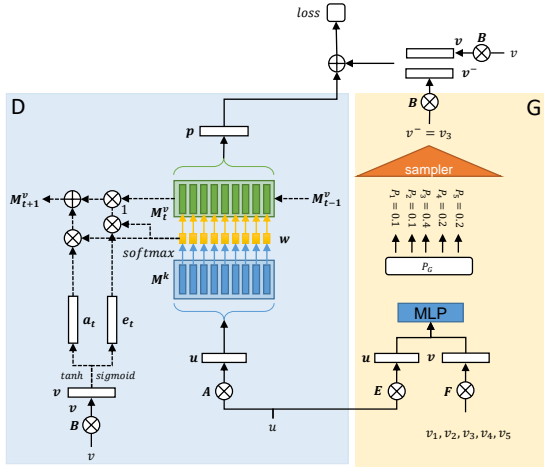 loss
v
B
v
v⁻
B
D
G
v⁻ = v₃
sampler
p
M^v_{t+1}
1
M^v_t
M^v_{t-1}
softmax
w
M^k
P₁ = 0.1
P₂ = 0.1
P₃ = 0.4
P₄ = 0.2
P₅ = 0.2
P_G
a_t
e_t
MLP
tanh
sigmoid
u
u
v
v
v
A
E
F
B
u
v
v₁, v₂, v₃, v₄, v₅